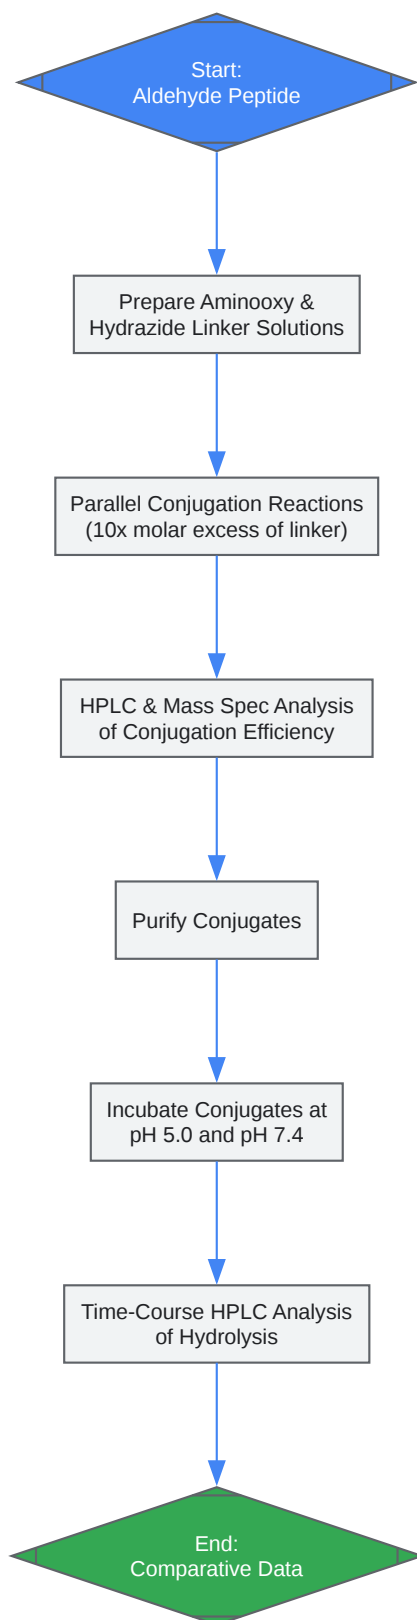 Start:
Aldehyde Peptide
Prepare Aminooxy &
Hydrazide Linker Solutions
Parallel Conjugation Reactions
(10x molar excess of linker)
HPLC & Mass Spec Analysis
of Conjugation Efficiency
Purify Conjugates
Incubate Conjugates at
pH 5.0 and pH 7.4
Time-Course HPLC Analysis
of Hydrolysis
End:
Comparative Data